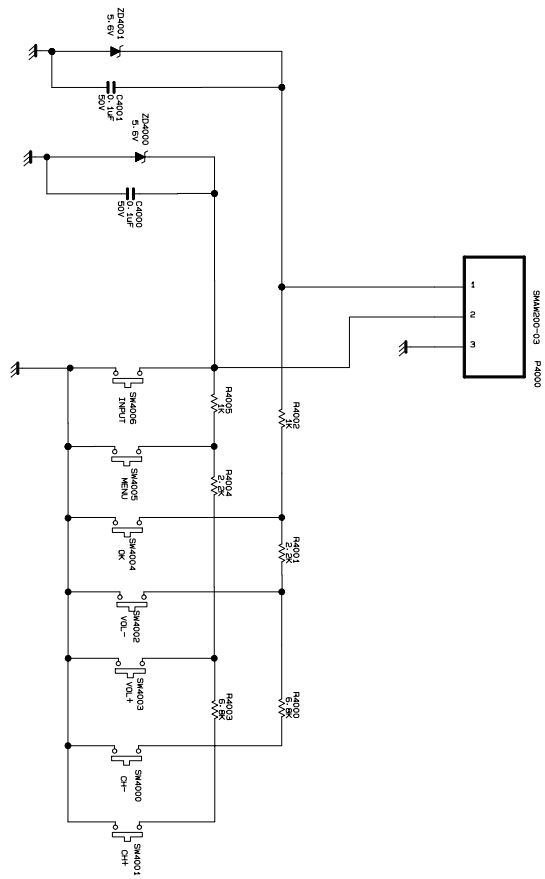 ZD4001
5.6V
C4001
0.1uF
50V
ZD4000
5.6V
C4000
0.1uF
50V
SMAW200-03
P4000
1
2
3
SW4006
INPUT
R4005
1K
R4002
1K
SW4005
MENU
R4004
2.2K
SW4004
OK
R4001
2.2K
SW4002
VOL-
SW4003
VOL+
R4003
6.8K
R4000
6.8K
SW4000
CH-
SW4001
CH+